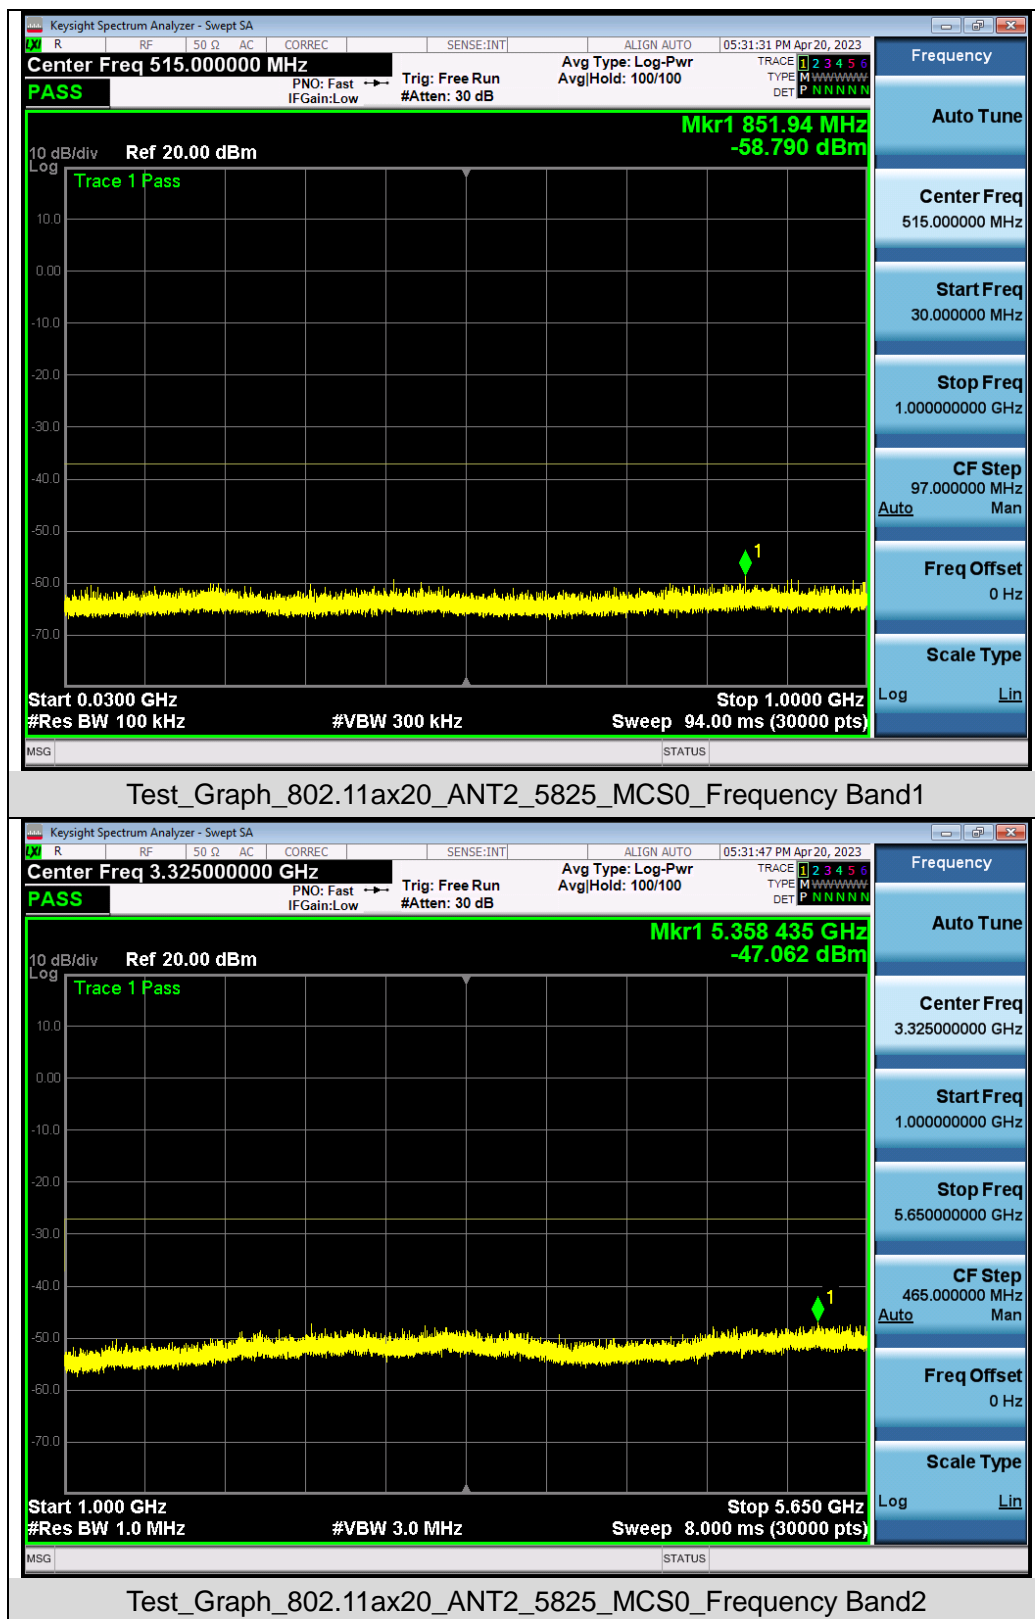 Keysight Spectrum Analyzer - Swept SA
LXI R RF 50 Ω AC CORREC SENSE:INT ALIGN AUTO 05:31:31 PM Apr 20, 2023
Center Freq 515.000000 MHz
PASS
PNO: Fast
IFGain:Low
Trig: Free Run
#Atten: 30 dB
Avg Type: Log-Pwr
Avg|Hold: 100/100
TRACE 1 2 3 4 5 6
TYPE M WWWWW
DET P N N N N N
Mkr1 851.94 MHz
-58.790 dBm
10 dB/div Ref 20.00 dBm
Log
Trace 1 Pass
10.0
0.00
-10.0
-20.0
-30.0
-40.0
-50.0
-60.0
-70.0
1
Start 0.0300 GHz Stop 1.0000 GHz
#Res BW 100 kHz #VBW 300 kHz Sweep 94.00 ms (30000 pts)
MSG STATUS
Frequency
Auto Tune
Center Freq
515.000000 MHz
Start Freq
30.000000 MHz
Stop Freq
1.000000000 GHz
CF Step
97.000000 MHz
Auto Man
Freq Offset
0 Hz
Scale Type
Log Lin
Test_Graph_802.11ax20_ANT2_5825_MCS0_Frequency Band1
Keysight Spectrum Analyzer - Swept SA
LXI R RF 50 Ω AC CORREC SENSE:INT ALIGN AUTO 05:31:47 PM Apr 20, 2023
Center Freq 3.325000000 GHz
PASS
PNO: Fast
IFGain:Low
Trig: Free Run
#Atten: 30 dB
Avg Type: Log-Pwr
Avg|Hold: 100/100
TRACE 1 2 3 4 5 6
TYPE M WWWWW
DET P N N N N N
Mkr1 5.358 435 GHz
-47.062 dBm
10 dB/div Ref 20.00 dBm
Log
Trace 1 Pass
10.0
0.00
-10.0
-20.0
-30.0
-40.0
-50.0
-60.0
-70.0
1
Start 1.000 GHz Stop 5.650 GHz
#Res BW 1.0 MHz #VBW 3.0 MHz Sweep 8.000 ms (30000 pts)
MSG STATUS
Frequency
Auto Tune
Center Freq
3.325000000 GHz
Start Freq
1.000000000 GHz
Stop Freq
5.650000000 GHz
CF Step
465.000000 MHz
Auto Man
Freq Offset
0 Hz
Scale Type
Log Lin
Test_Graph_802.11ax20_ANT2_5825_MCS0_Frequency Band2